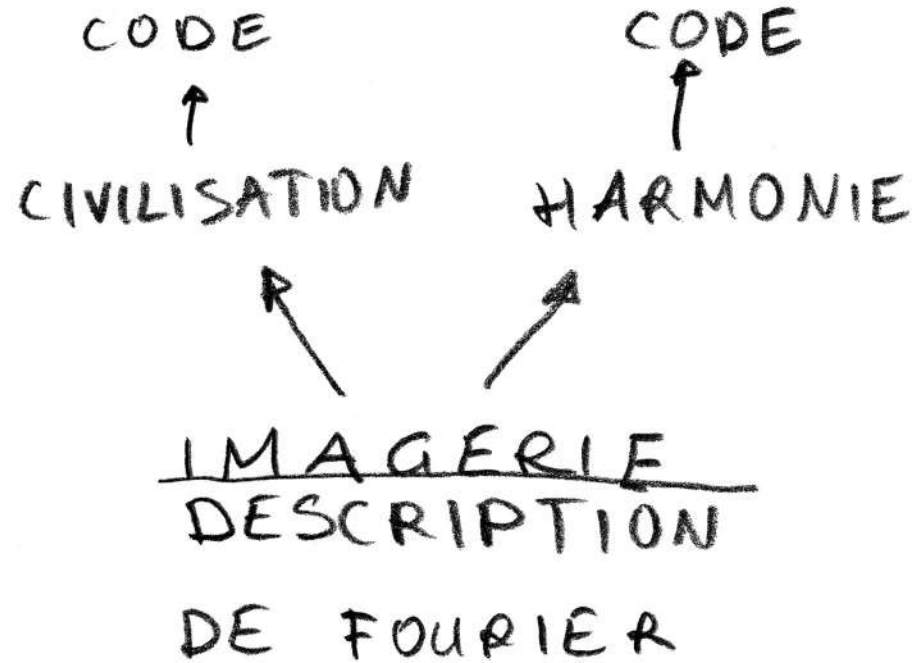 CODE CODE
CIVILISATION HARMONIE
IMAGERIE
DESCRIPTION
DE FOURIER